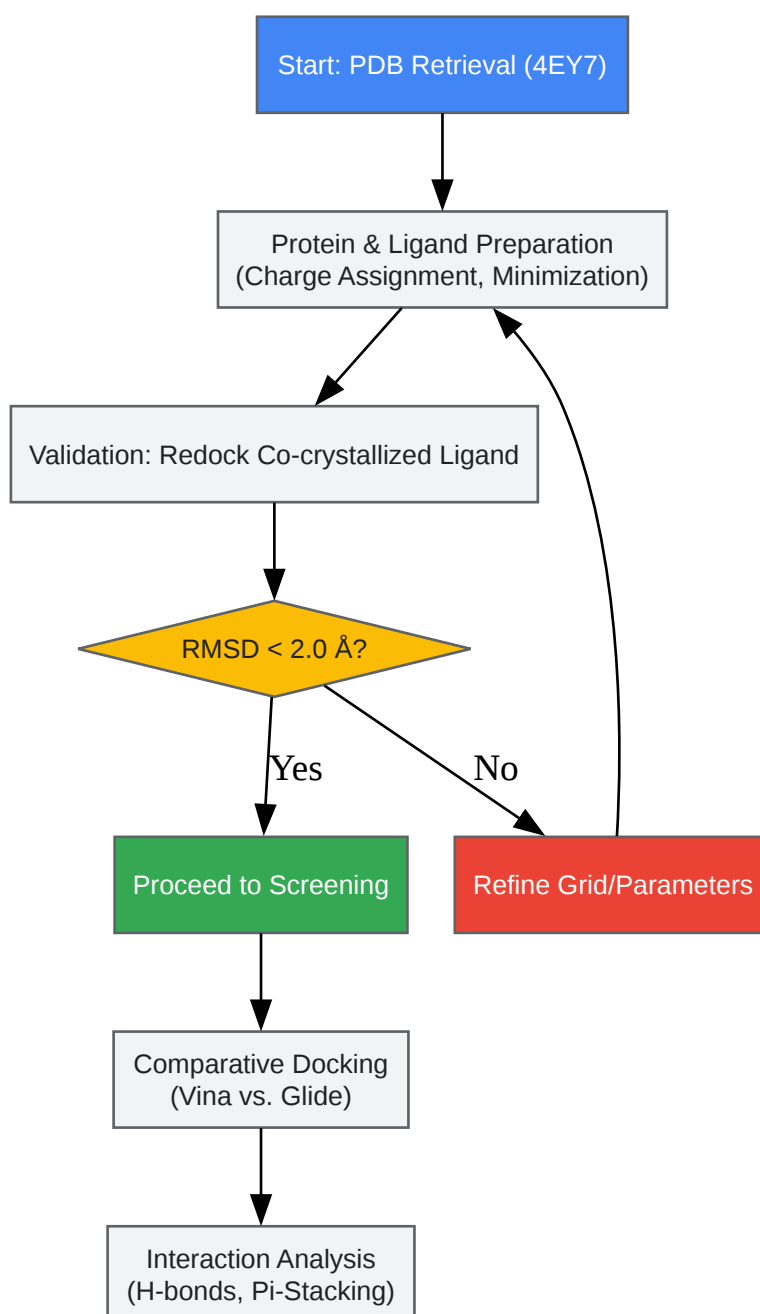 Start: PDB Retrieval (4EY7)
Protein & Ligand Preparation
(Charge Assignment, Minimization)
Validation: Redock Co-crystallized Ligand
RMSD < 2.0 Å?
Yes
No
Proceed to Screening
Refine Grid/Parameters
Comparative Docking
(Vina vs. Glide)
Interaction Analysis
(H-bonds, Pi-Stacking)